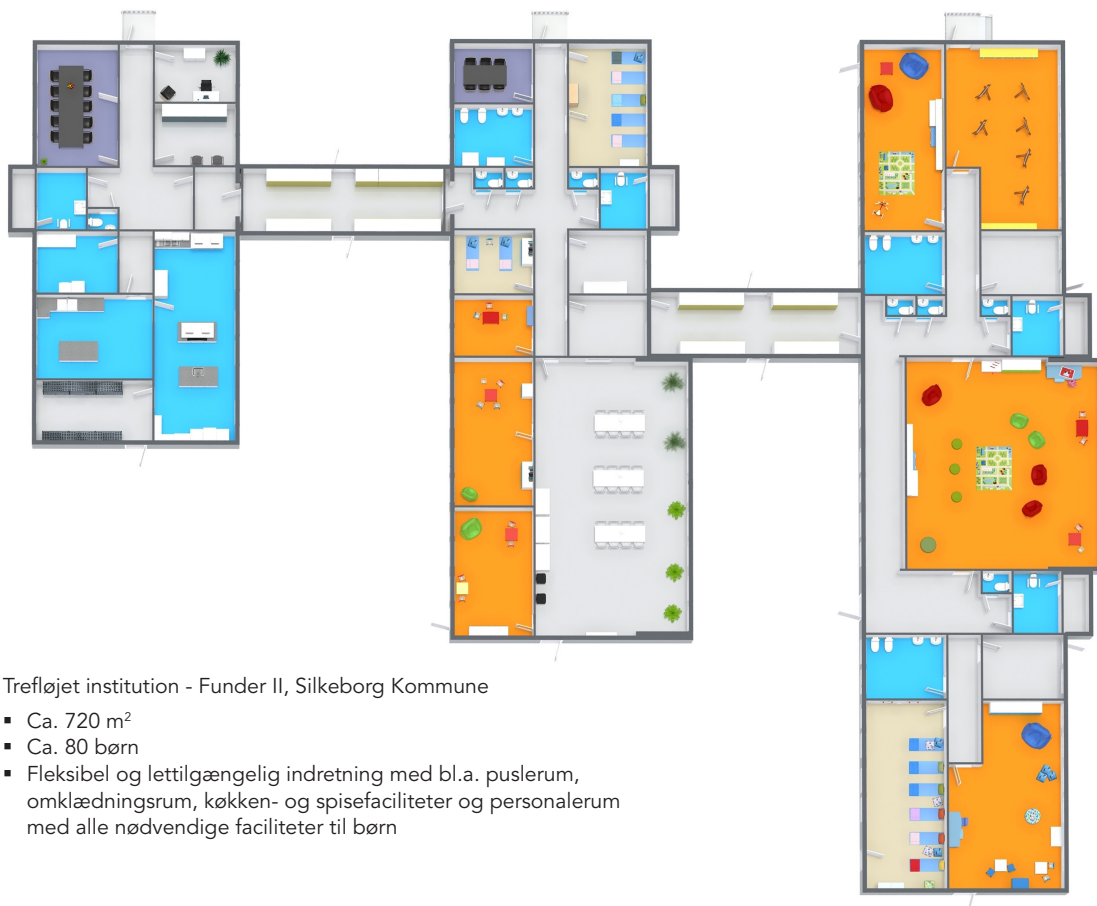 Trefløjet institution - Funder II, Silkeborg Kommune
▪ Ca. 720 m²
▪ Ca. 80 børn
▪ Fleksibel og lettilgængelig indretning med bl.a. puslerum,
omklædningsrum, køkken- og spisefaciliteter og personalerum
med alle nødvendige faciliteter til børn